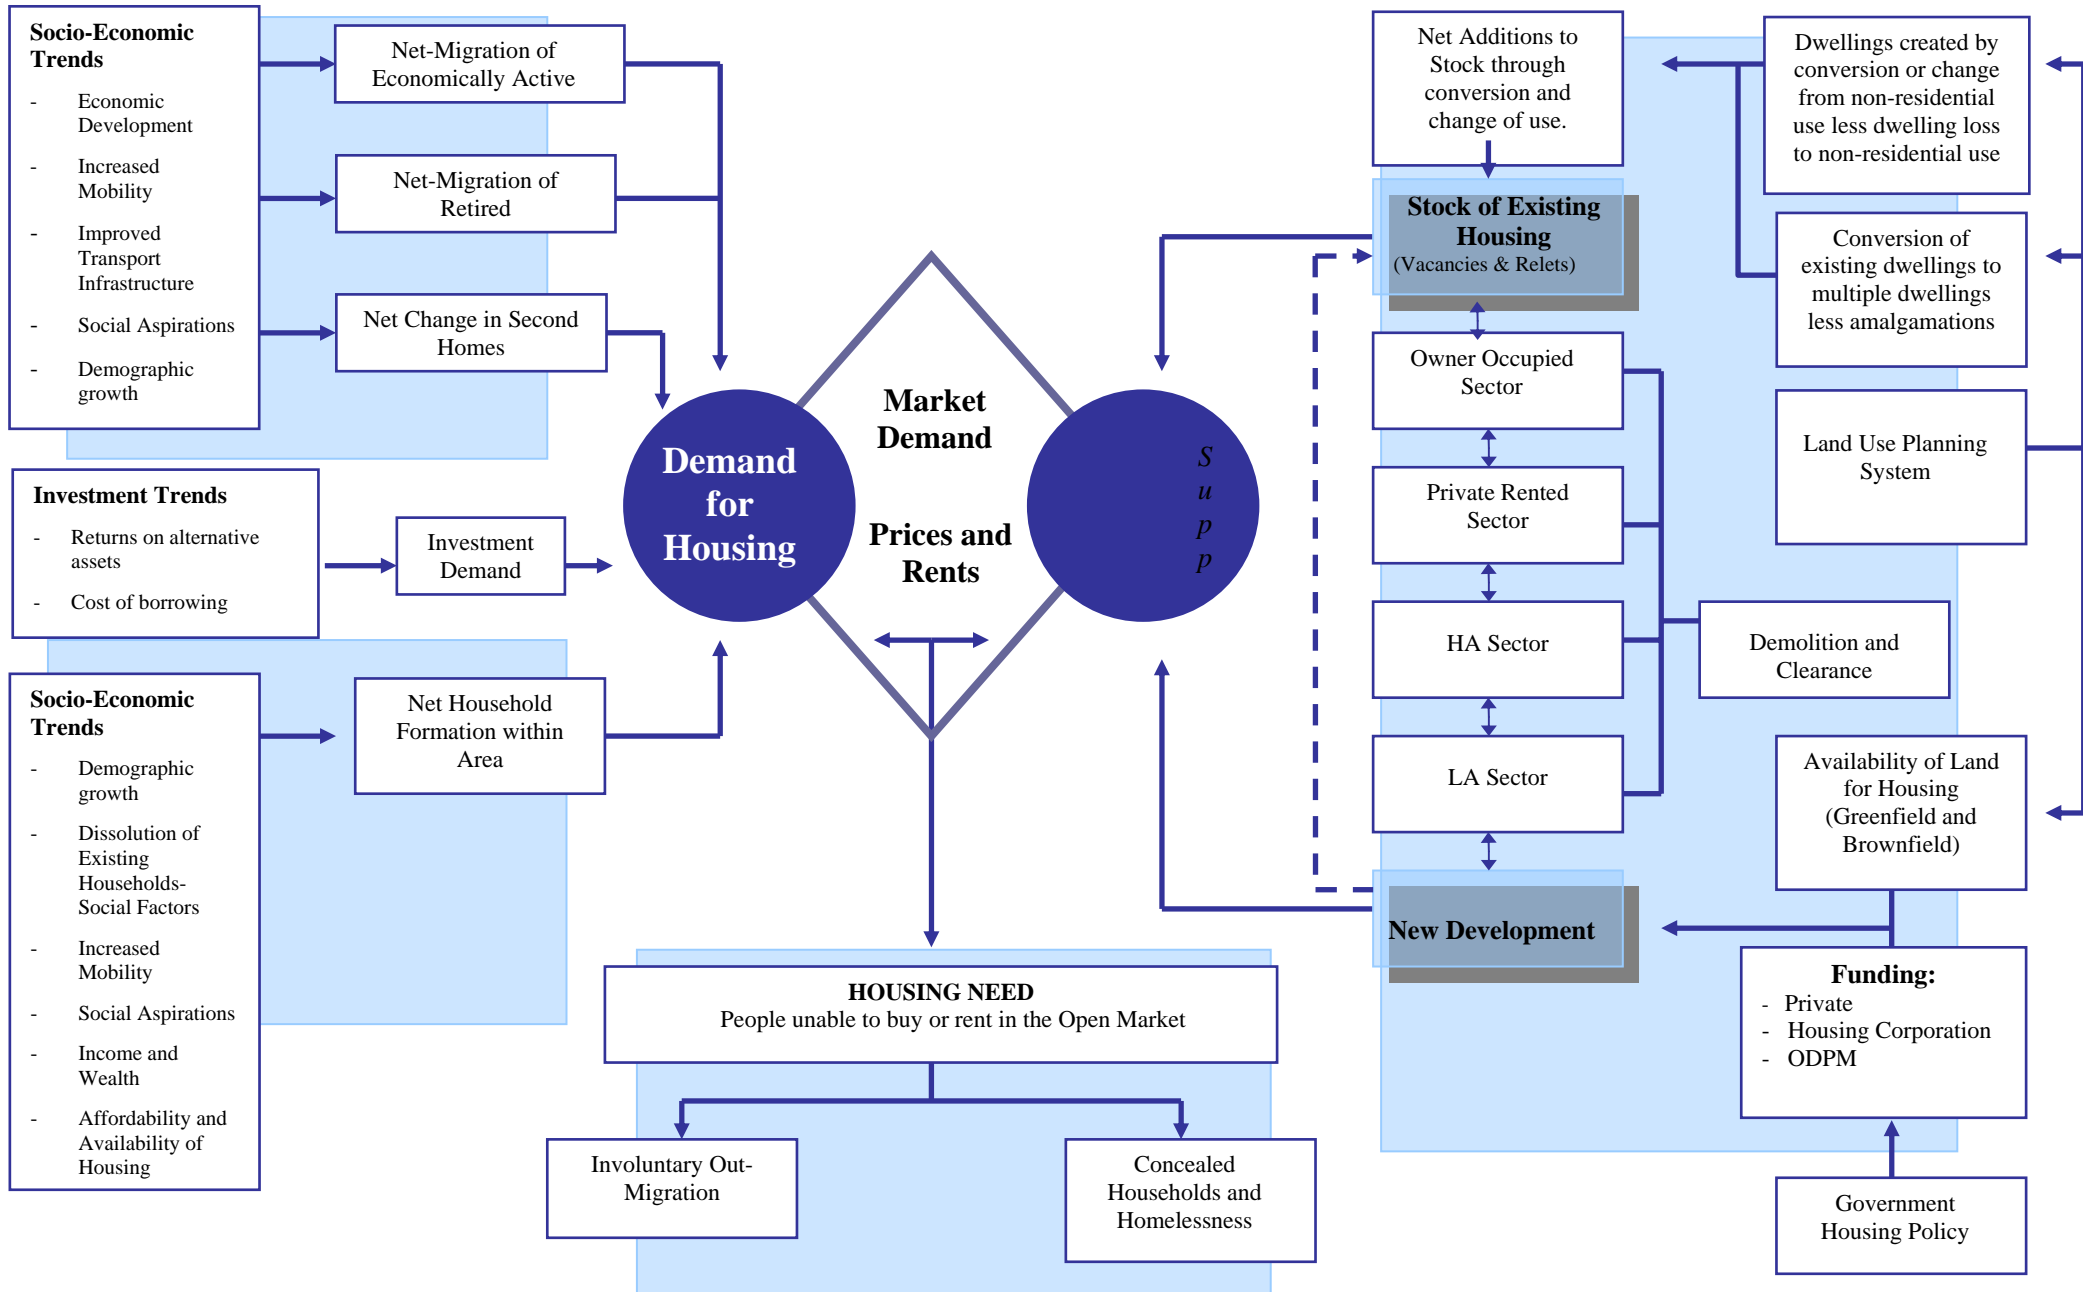 Socio-Economic
Trends
- Economic
Development
- Increased
Mobility
- Improved
Transport
Infrastructure
- Social Aspirations
- Demographic
growth
Net-Migration of
Economically Active
Net-Migration of
Retired
Net Change in Second
Homes
Investment Trends
- Returns on alternative
assets
- Cost of borrowing
Investment
Demand
Socio-Economic
Trends
- Demographic
growth
- Dissolution of
Existing
Households-
Social Factors
- Increased
Mobility
- Social Aspirations
- Income and
Wealth
- Affordability and
Availability of
Housing
Net Household
Formation within
Area
Demand
for
Housing
Market
Demand
Prices and
Rents
S
u
p
p
HOUSING NEED
People unable to buy or rent in the Open Market
Involuntary Out-
Migration
Concealed
Households and
Homelessness
Net Additions to
Stock through
conversion and
change of use.
Stock of Existing
Housing
(Vacancies & Relets)
Owner Occupied
Sector
Private Rented
Sector
HA Sector
LA Sector
New Development
Dwellings created by
conversion or change
from non-residential
use less dwelling loss
to non-residential use
Conversion of
existing dwellings to
multiple dwellings
less amalgamations
Land Use Planning
System
Demolition and
Clearance
Availability of Land
for Housing
(Greenfield and
Brownfield)
Funding:
- Private
- Housing Corporation
- ODPM
Government
Housing Policy